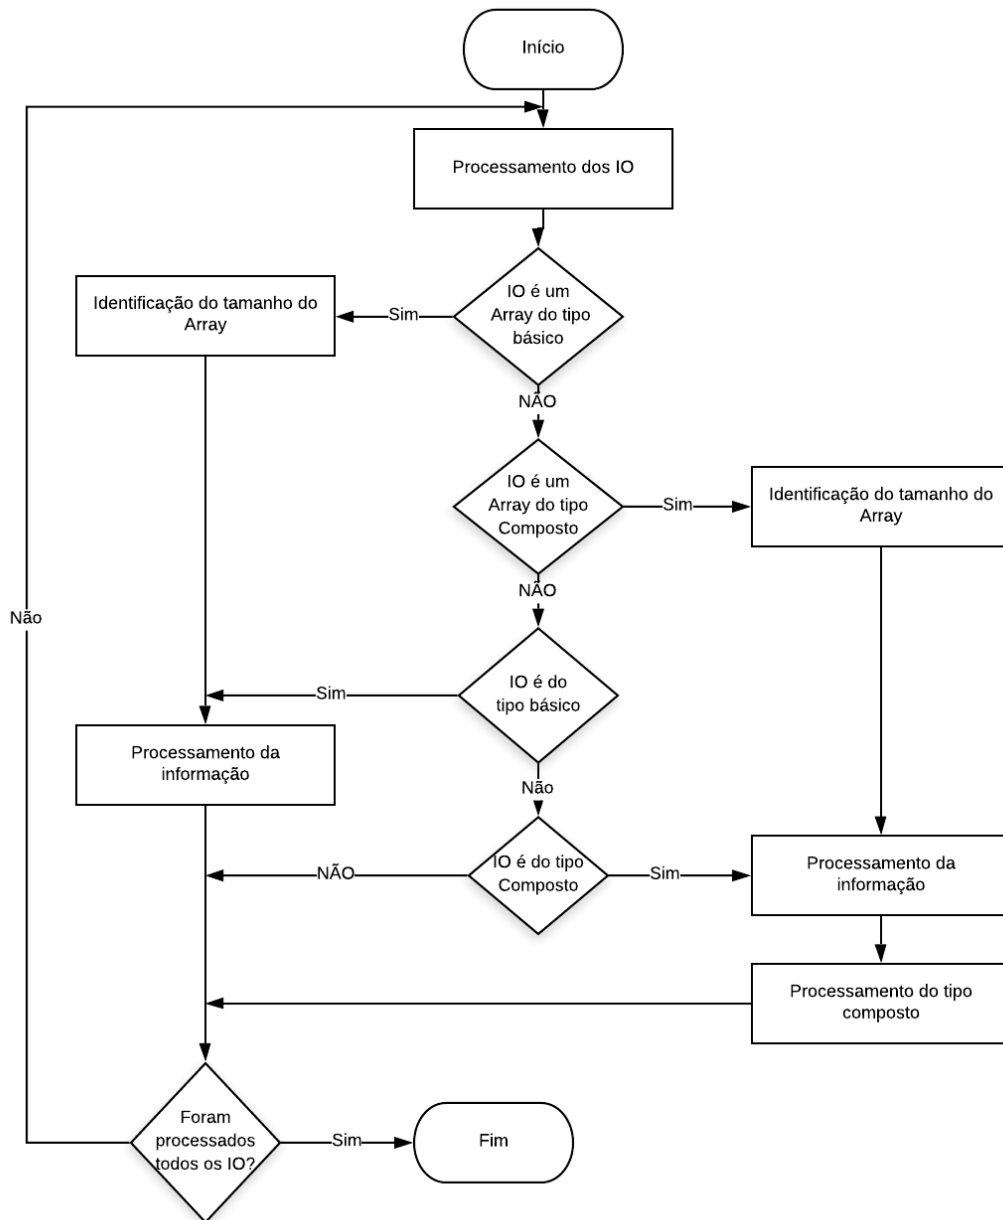 Início
Processamento dos IO
IO é um
Array do tipo
básico
Sim
Identificação do tamanho do
Array
NÃO
IO é um
Array do tipo
Composto
Sim
Identificação do tamanho do
Array
NÃO
Não
IO é do
tipo básico
Sim
Processamento da
informação
Não
IO é do tipo
Composto
NÃO
Sim
Processamento da
informação
Processamento do tipo
composto
Foram
processados
todos os IO?
Sim
Fim